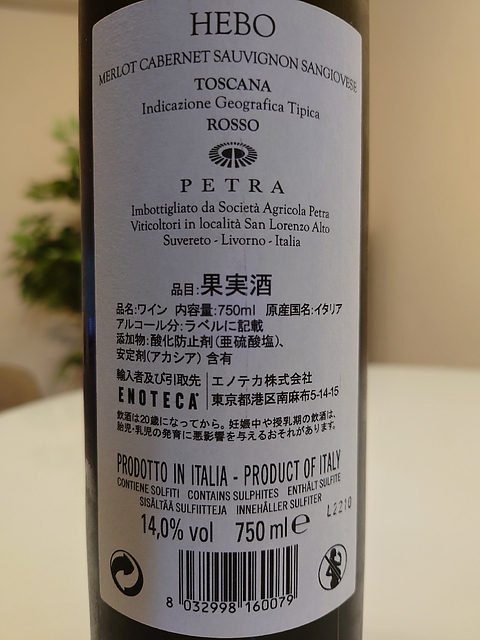 HEBO
MERLOT CABERNET SAUVIGNON SANGIOVESE
TOSCANA
Indicazione Geografica Tipica
ROSSO
PETRA
Imbottigliato da Società Agricola Petra
Viticoltori in località San Lorenzo Alto
Suvereto - Livorno - Italia
品目:果実酒
品名:ワイン 内容量:750ml 原産国名:イタリア
アルコール分:ラベルに記載
添加物:酸化防止剤(亜硫酸塩)、
安定剤(アカシア) 含有
輸入者及び引取先 エノテカ株式会社
ENOTECA 東京都港区南麻布5-14-15
飲酒は20歳になってから。妊娠中や授乳期の飲酒は、
胎児・乳児の発育に悪影響を与えるおそれがあります。
PRODOTTO IN ITALIA - PRODUCT OF ITALY
CONTIENE SOLFITI CONTAINS SULPHITES ENTHÄLT SULFITE
SISÄLTÄÄ SULFIITTEJA INNEHÅLLER SULFITER
L2210
14,0% vol 750 ml e
8 032998 160079